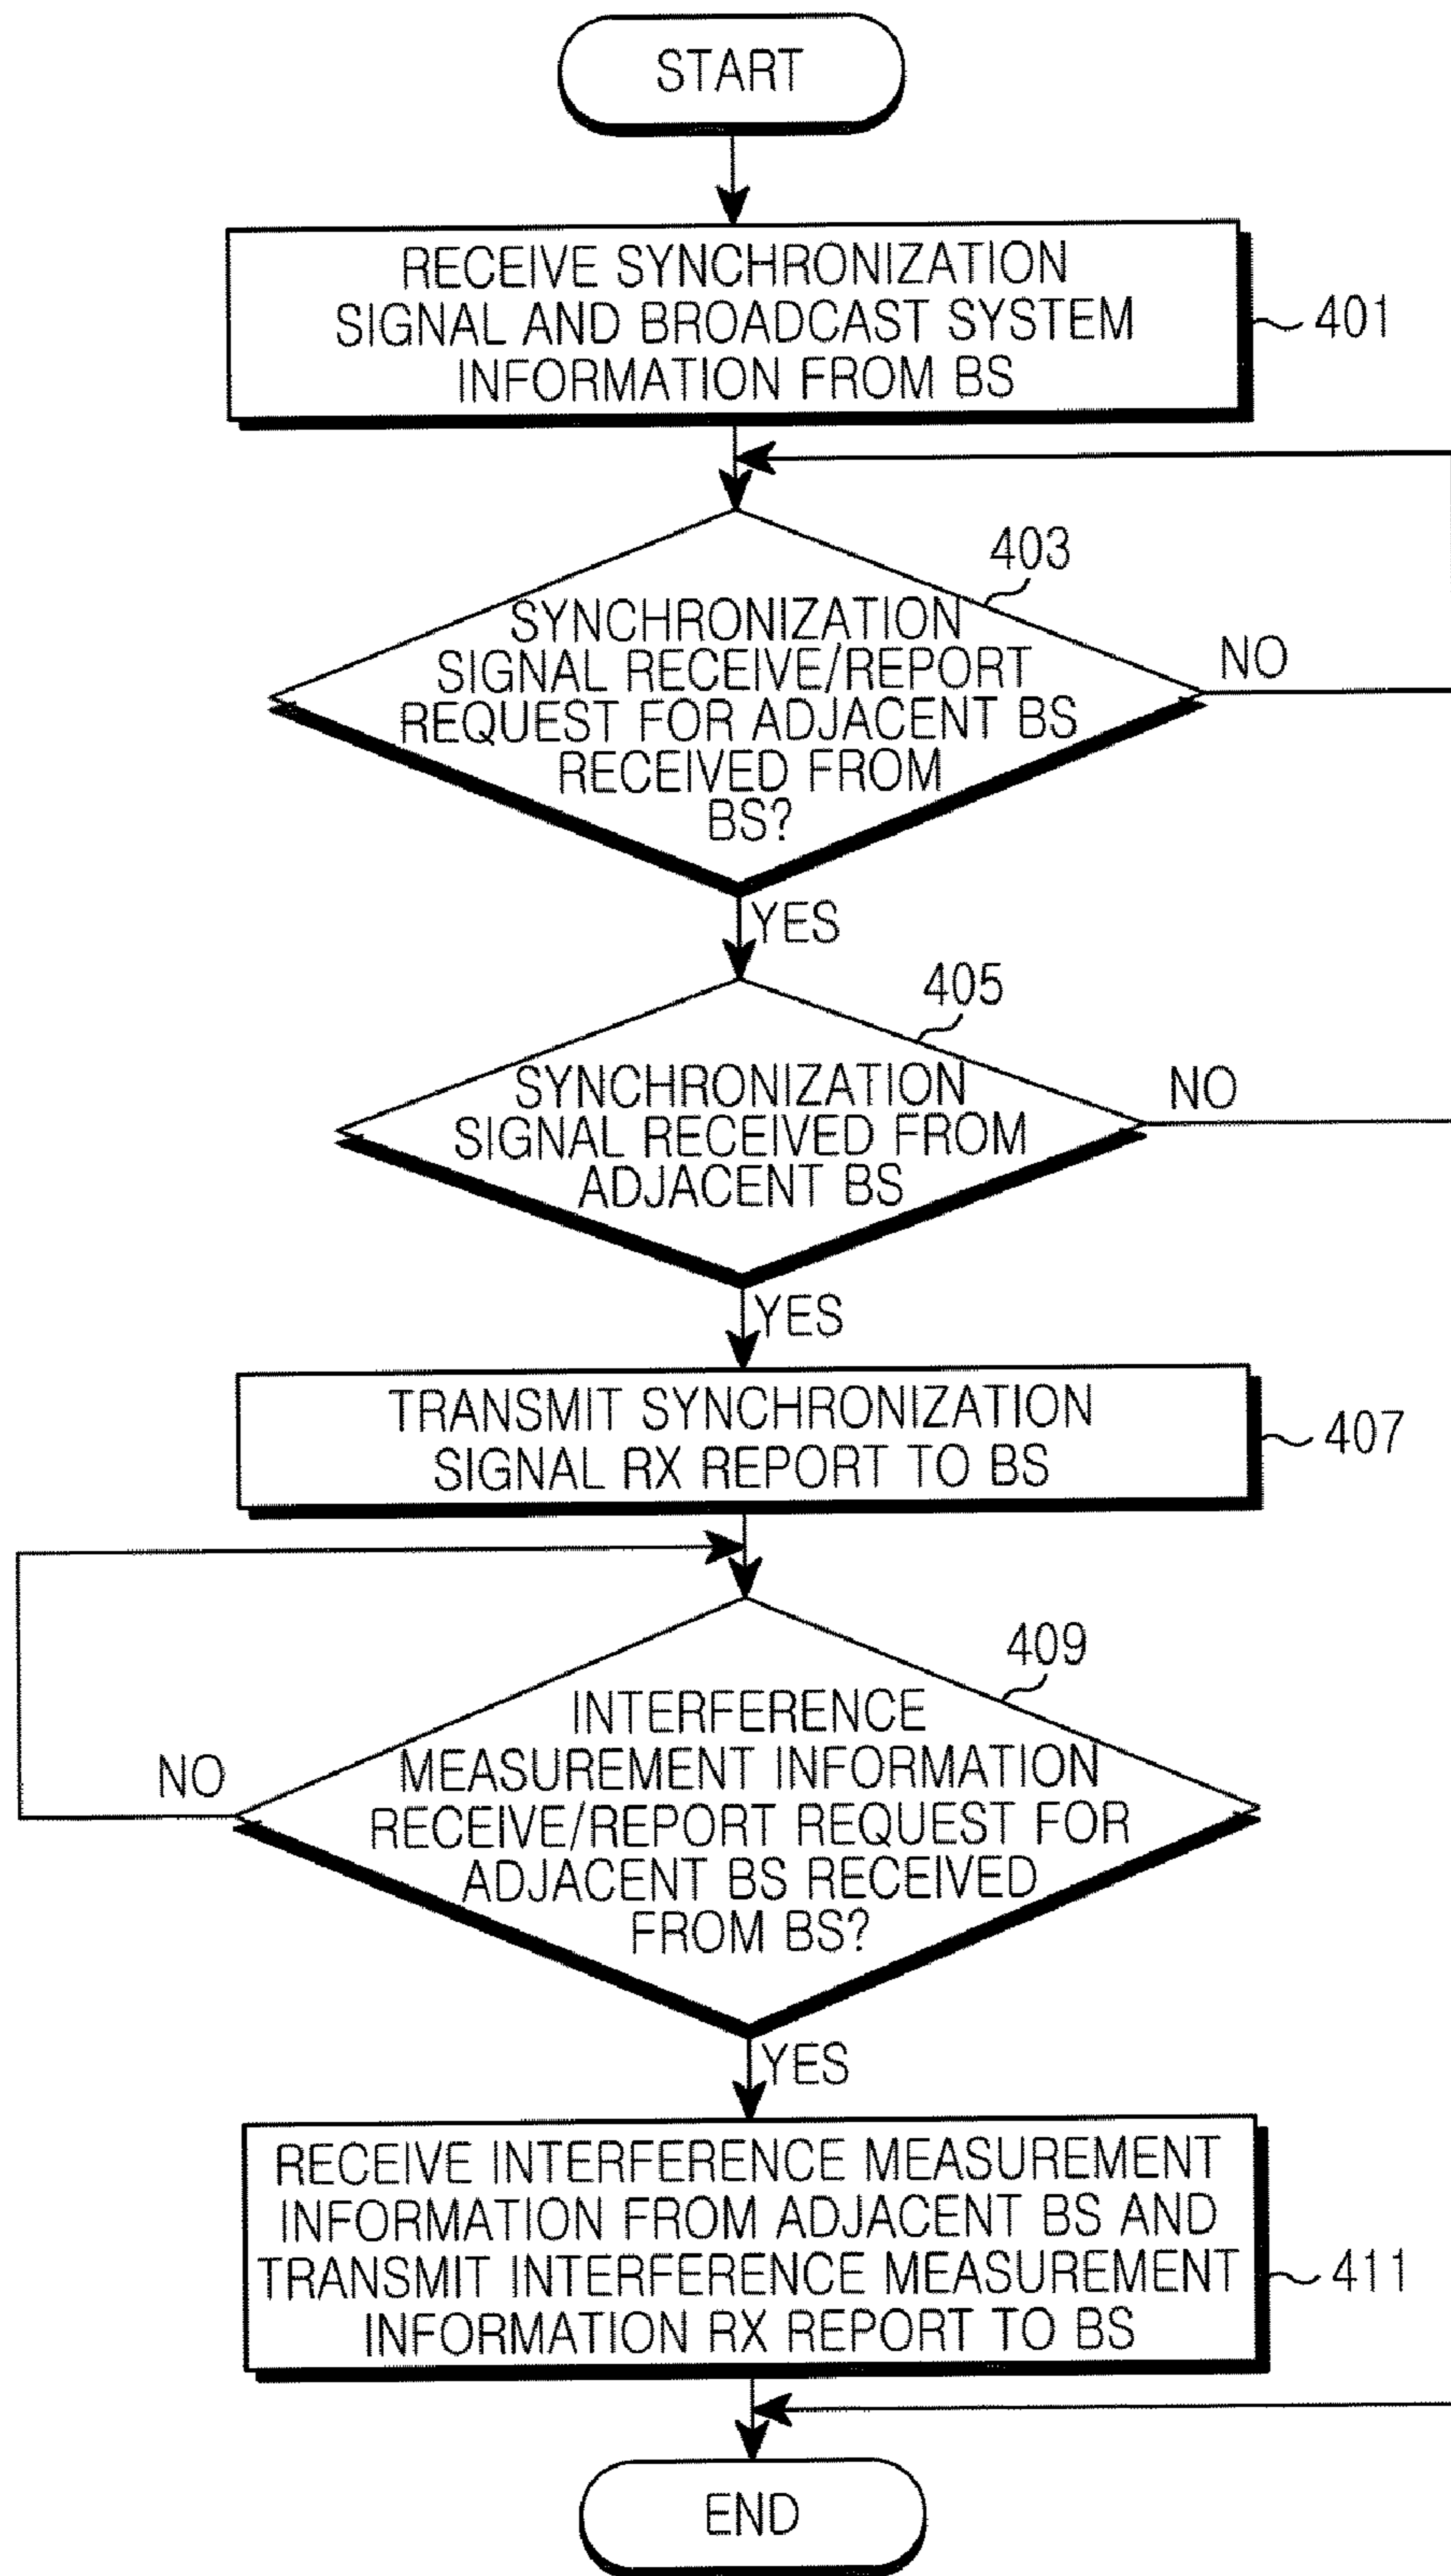 START
RECEIVE SYNCHRONIZATION
SIGNAL AND BROADCAST SYSTEM
INFORMATION FROM BS
401
403
SYNCHRONIZATION
SIGNAL RECEIVE/REPORT
REQUEST FOR ADJACENT BS
RECEIVED FROM
BS?
NO
YES
405
SYNCHRONIZATION
SIGNAL RECEIVED FROM
ADJACENT BS
NO
YES
TRANSMIT SYNCHRONIZATION
SIGNAL RX REPORT TO BS
407
409
INTERFERENCE
MEASUREMENT INFORMATION
RECEIVE/REPORT REQUEST FOR
ADJACENT BS RECEIVED
FROM BS?
NO
YES
RECEIVE INTERFERENCE MEASUREMENT
INFORMATION FROM ADJACENT BS AND
TRANSMIT INTERFERENCE MEASUREMENT
INFORMATION RX REPORT TO BS
411
END